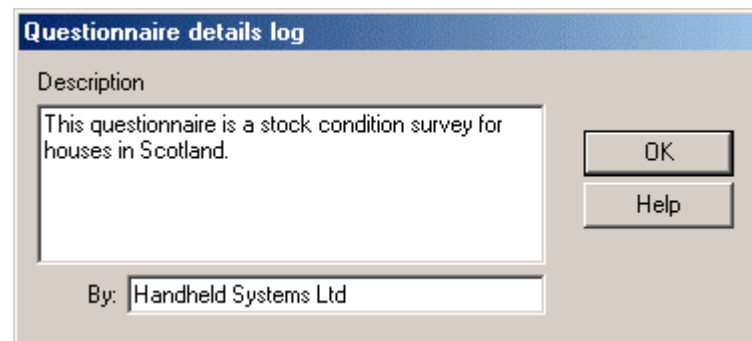 Questionnaire details log
Description
This questionnaire is a stock condition survey for
houses in Scotland.
OK
Help
By: Handheld Systems Ltd